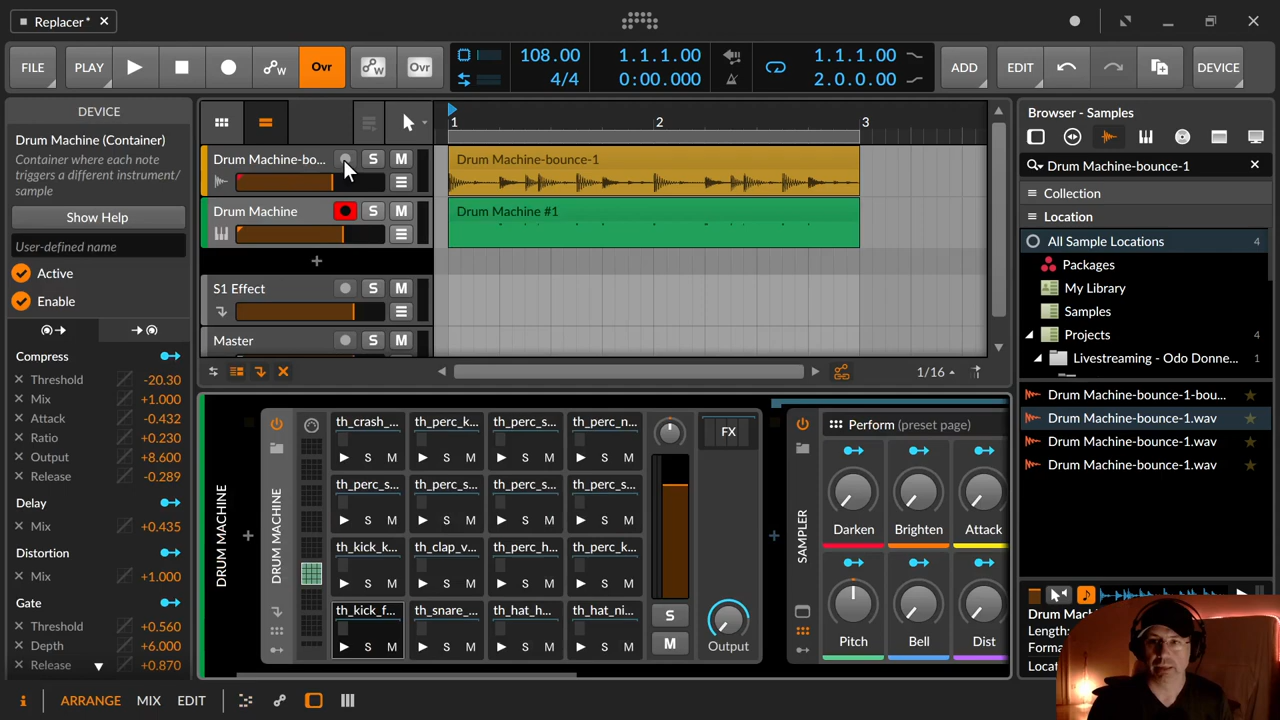 Replacer*
FILE
PLAY
Ovr
Ovr
108.00
4/4
1.1.1.00
0:00.000
1.1.1.00
2.0.0.00
ADD
EDIT
DEVICE
DEVICE
Drum Machine (Container)
Container where each note
triggers a different instrument/
sample
Show Help
User-defined name
Active
Enable
Compress
Threshold -20.30
Mix +1.000
Attack -0.432
Ratio +0.230
Output +8.600
Release -0.289
Delay
Mix +0.435
Distortion
Mix +1.000
Gate
Threshold +0.560
Depth +6.000
Release +0.870
1 2 3
Drum Machine-bo... S M
Drum Machine-bounce-1
Drum Machine S M
Drum Machine #1
S1 Effect S M
Master S M
1/16
DRUM MACHINE
DRUM MACHINE
th_crash_... th_perc_k... th_perc_s... th_perc_n...
S M S M S M S M
th_perc_s... th_perc_s... th_perc_s... th_perc_s...
S M S M S M S M
th_kick_k... th_clap_v... th_perc_h... th_perc_k...
S M S M S M S M
th_kick_f... th_snare_... th_hat_h... th_hat_ni...
S M S M S M S M
S
M
FX
Output
SAMPLER
Perform (preset page)
Darken Brighten Attack
Pitch Bell Dist
Browser - Samples
Drum Machine-bounce-1
Collection
Location
All Sample Locations 4
Packages
My Library
Samples
Projects 4
Livestreaming - Odo Donne... 1
Drum Machine-bounce-1-bou...
Drum Machine-bounce-1.wav
Drum Machine-bounce-1.wav
Drum Machine-bounce-1.wav
Length:
i
ARRANGE MIX EDIT